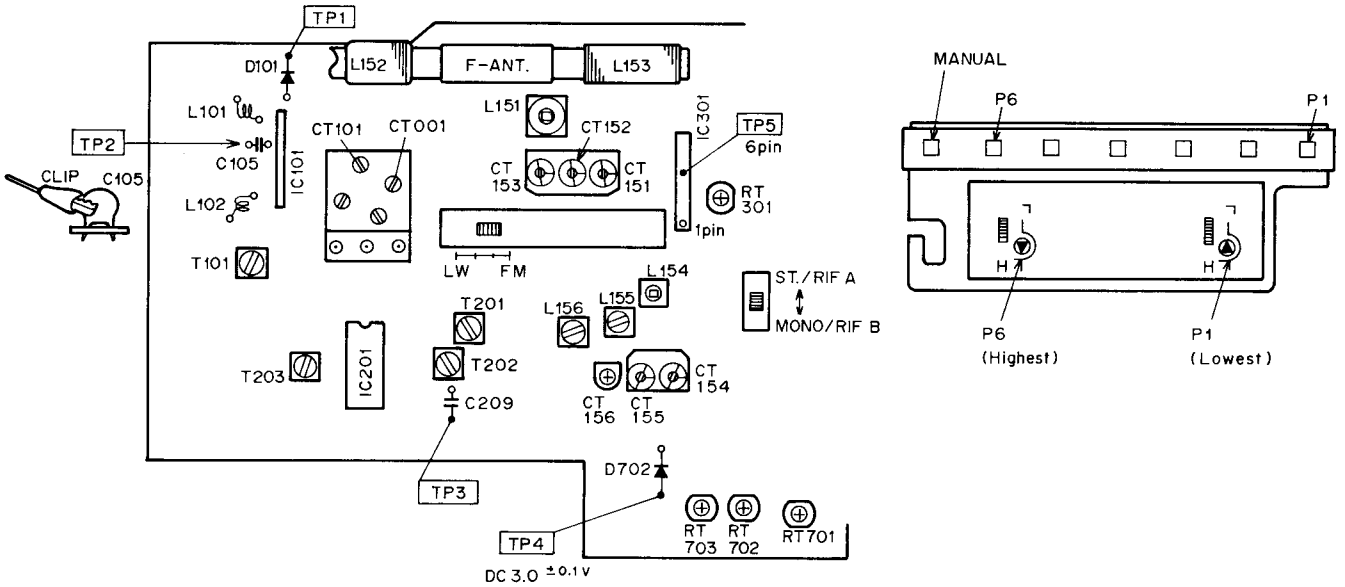 TP1
D101
L152
F-ANT.
L153
L101
L151
IC301
MANUAL
P6
P1
TP2
C105
IC101
CT101
CT001
CT152
TP5
6pin
CLIP
C105
CT
153
CT
151
RT
301
L102
1pin
T101
LW
FM
L154
ST./RIF A
MONO/RIF B
H
L
H
L
T201
L156
L155
P6
(Highest)
P1
(Lowest)
T203
IC201
T202
C209
CT
156
CT
155
CT
154
TP3
D702
TP4
RT
703
RT
702
RT701
DC 3.0 ±0.1 V